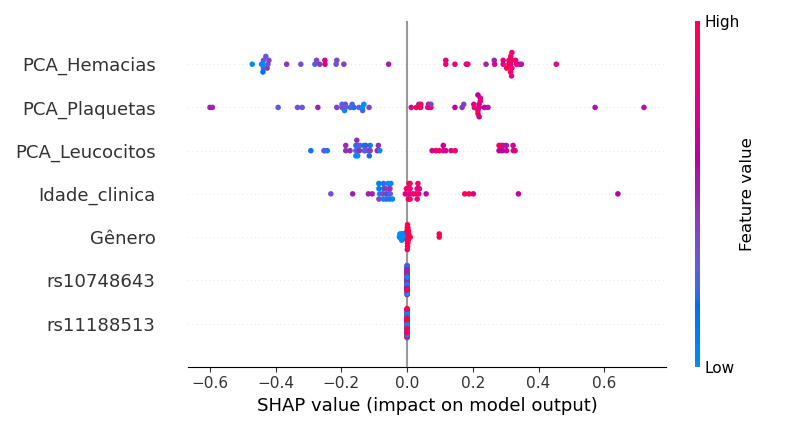 High
PCA_Hemacias
PCA_Plaquetas
PCA_Leucocitos
Idade_clinica
Gênero
rs10748643
rs11188513
Feature value
Low
−0.6 −0.4 −0.2 0.0 0.2 0.4 0.6
SHAP value (impact on model output)